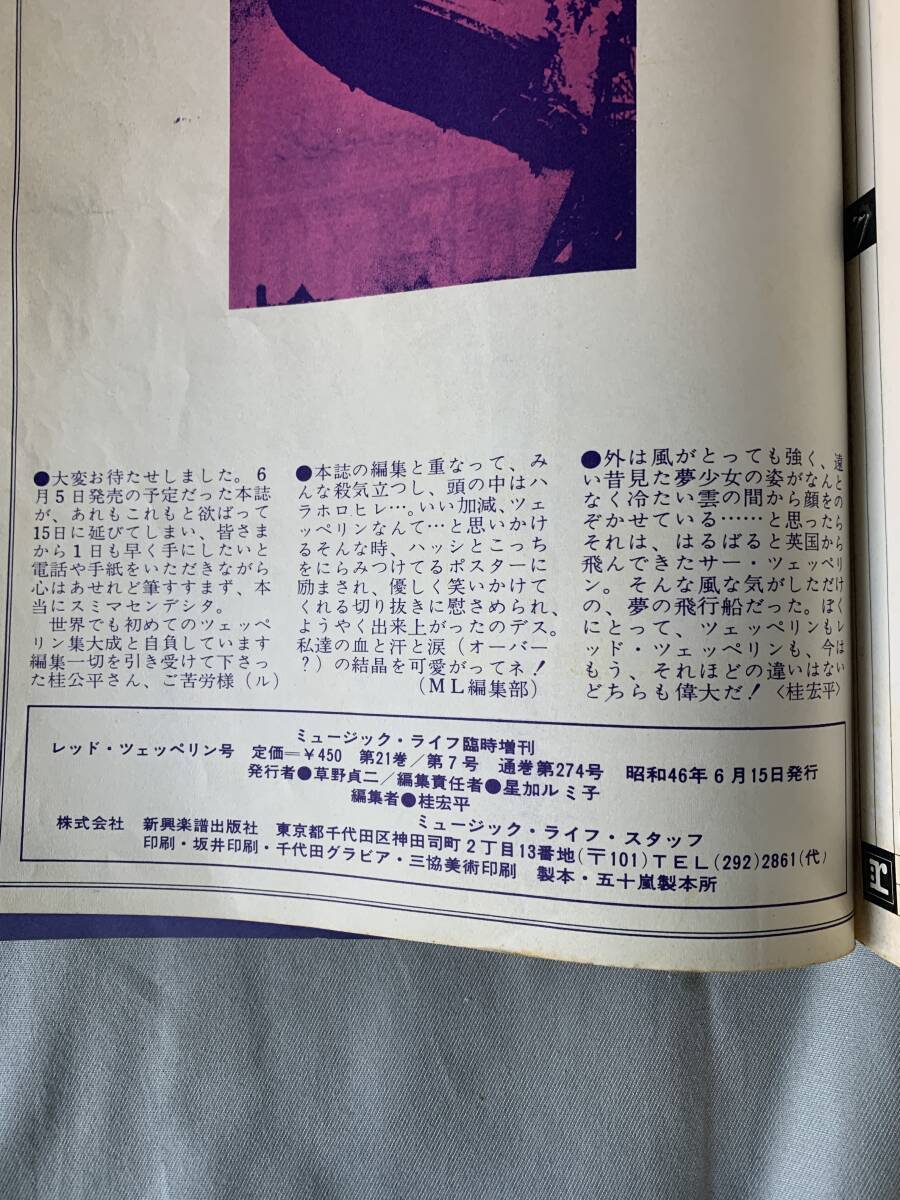 ●大変お待たせしました。6
月5日発売の予定だった本誌
が、あれもこれもと欲ばって
15日に延びてしまい、皆さま
から1日も早く手にしたいと
電話や手紙をいただきながら
心はあせれど筆すすまず、本
当にスミマセンデシタ。
世界でも初めてのツェッペ
リン集大成と自負しています
編集一切を引き受けて下さっ
た桂公平さん、ご苦労様(ル)
●本誌の編集と重なって、み
んな殺気立つし、頭の中はハ
ラホロヒレ…。いい加減、ツェ
ッペリンなんて…と思いかけ
るそんな時、ハッシとこっち
をにらみつけてるポスターに
励まされ、優しく笑いかけて
くれる切り抜きに慰さめられ、
ようやく出来上がったのデス。
私達の血と汗と涙(オーバー
?)の結晶を可愛がってネ!
(ML編集部)
●外は風がとっても強く、遠
い昔見た夢少女の姿がなんと
なく冷たい雲の間から顔をの
ぞかせている……と思ったら
それは、はるばると英国から
飛んできたサー・ツェッペリ
ン。そんな風な気がしただけ
の、夢の飛行船だった。ぼく
にとって、ツェッペリンもレ
ッド・ツェッペリンも、今は
もう、それほどの違いはない
どちらも偉大だ!〈桂宏平〉
ミュージック・ライフ臨時増刊
レッド・ツェッペリン号 定価=¥450 第21巻/第7号 通巻第274号 昭和46年6月15日発行
発行者●草野貞二/編集責任者●星加ルミ子
編集者●桂宏平
ミュージック・ライフ・スタッフ
株式会社 新興楽譜出版社 東京都千代田区神田司町2丁目13番地(〒101)TEL(292)2861(代)
印刷・坂井印刷・千代田グラビア・三協美術印刷 製本・五十嵐製本所